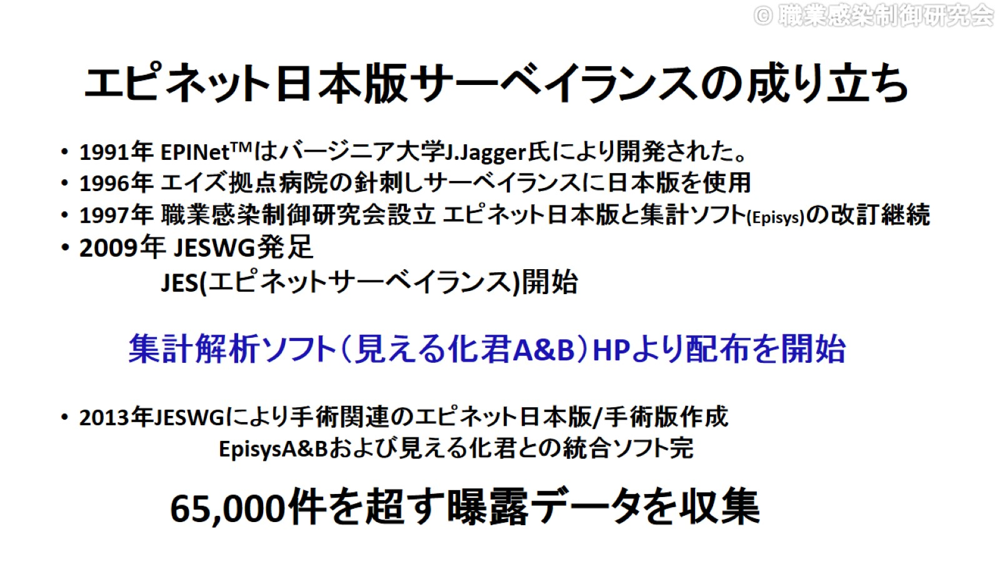 © 職業感染制御研究会
エピネット日本版サーベイランスの成り立ち
• 1991年 EPINet™はバージニア大学J.Jagger氏により開発された。
• 1996年 エイズ拠点病院の針刺しサーベイランスに日本版を使用
• 1997年 職業感染制御研究会設立 エピネット日本版と集計ソフト(Episys)の改訂継続
• 2009年 JESWG発足
JES(エピネットサーベイランス)開始
集計解析ソフト（見える化君A&B）HPより配布を開始
• 2013年JESWGにより手術関連のエピネット日本版/手術版作成
EpisysA&Bおよび見える化君との統合ソフト完
65,000件を超す曝露データを収集